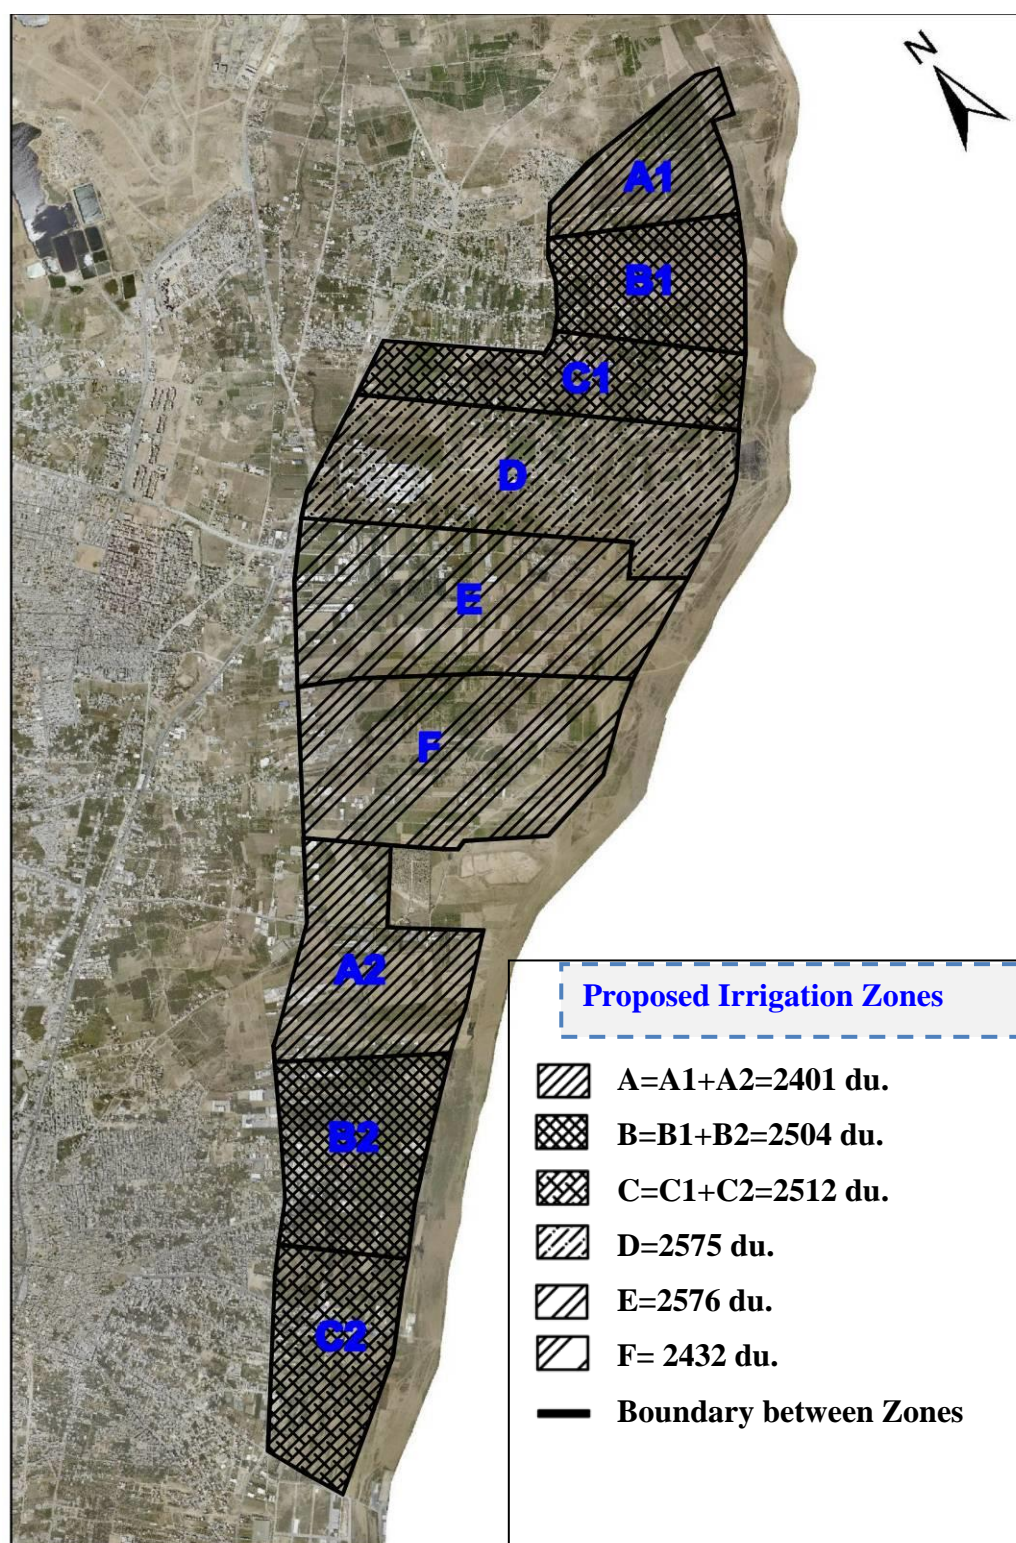 N
A1
B1
C1
D
E
F
A2
B2
C2
Proposed Irrigation Zones
A=A1+A2=2401 du.
B=B1+B2=2504 du.
C=C1+C2=2512 du.
D=2575 du.
E=2576 du.
F= 2432 du.
Boundary between Zones